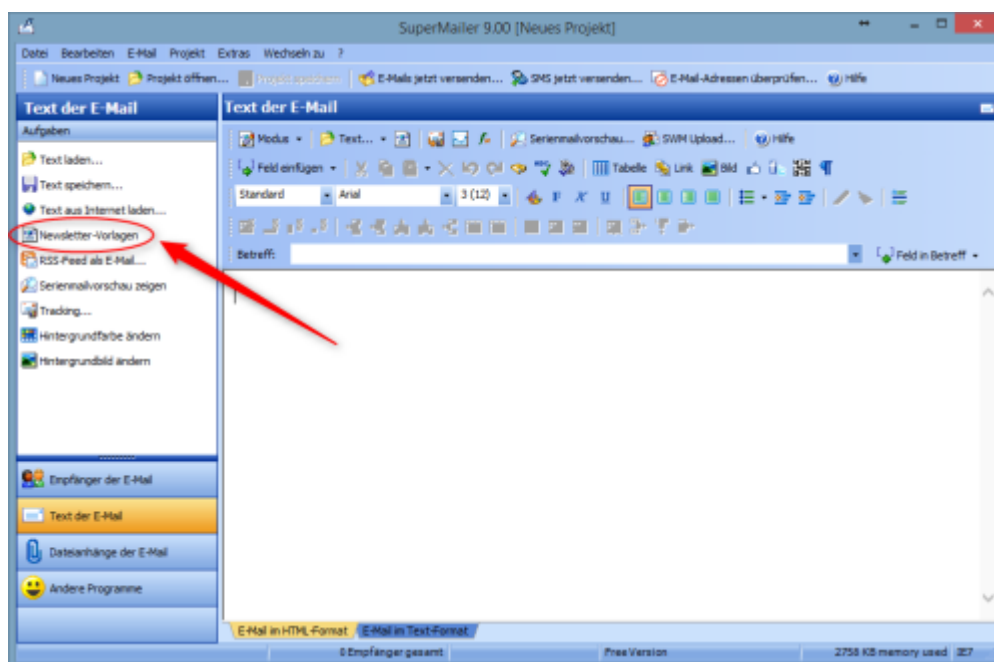 SuperMailer 9.00 [Neues Projekt]
Datei Bearbeiten E-Mail Projekt Extras Wechseln zu ?
Neues Projekt Projekt öffnen... Projekt speichern E-Mails jetzt versenden... SMS jetzt versenden... E-Mail-Adressen überprüfen... Hilfe
Text der E-Mail
Aufgaben
Text laden...
Text speichern...
Text aus Internet laden...
Newsletter-Vorlagen
RSS-Feed als E-Mail...
Serienmailvorschau zeigen
Tracking...
Hintergrundfarbe ändern
Hintergrundbild ändern
Empfänger der E-Mail
Text der E-Mail
Dateianhänge der E-Mail
Andere Programme
Text der E-Mail
Modus Text... Serienmailvorschau... SWM Upload... Hilfe
Feld einfügen Tabelle Link Bild
Standard Arial 3 (12) F K U
Betreff: Feld in Betreff
E-Mail im HTML-Format E-Mail im Text-Format
0 Empfänger gesamt Free Version 2758 KB memory used IE7